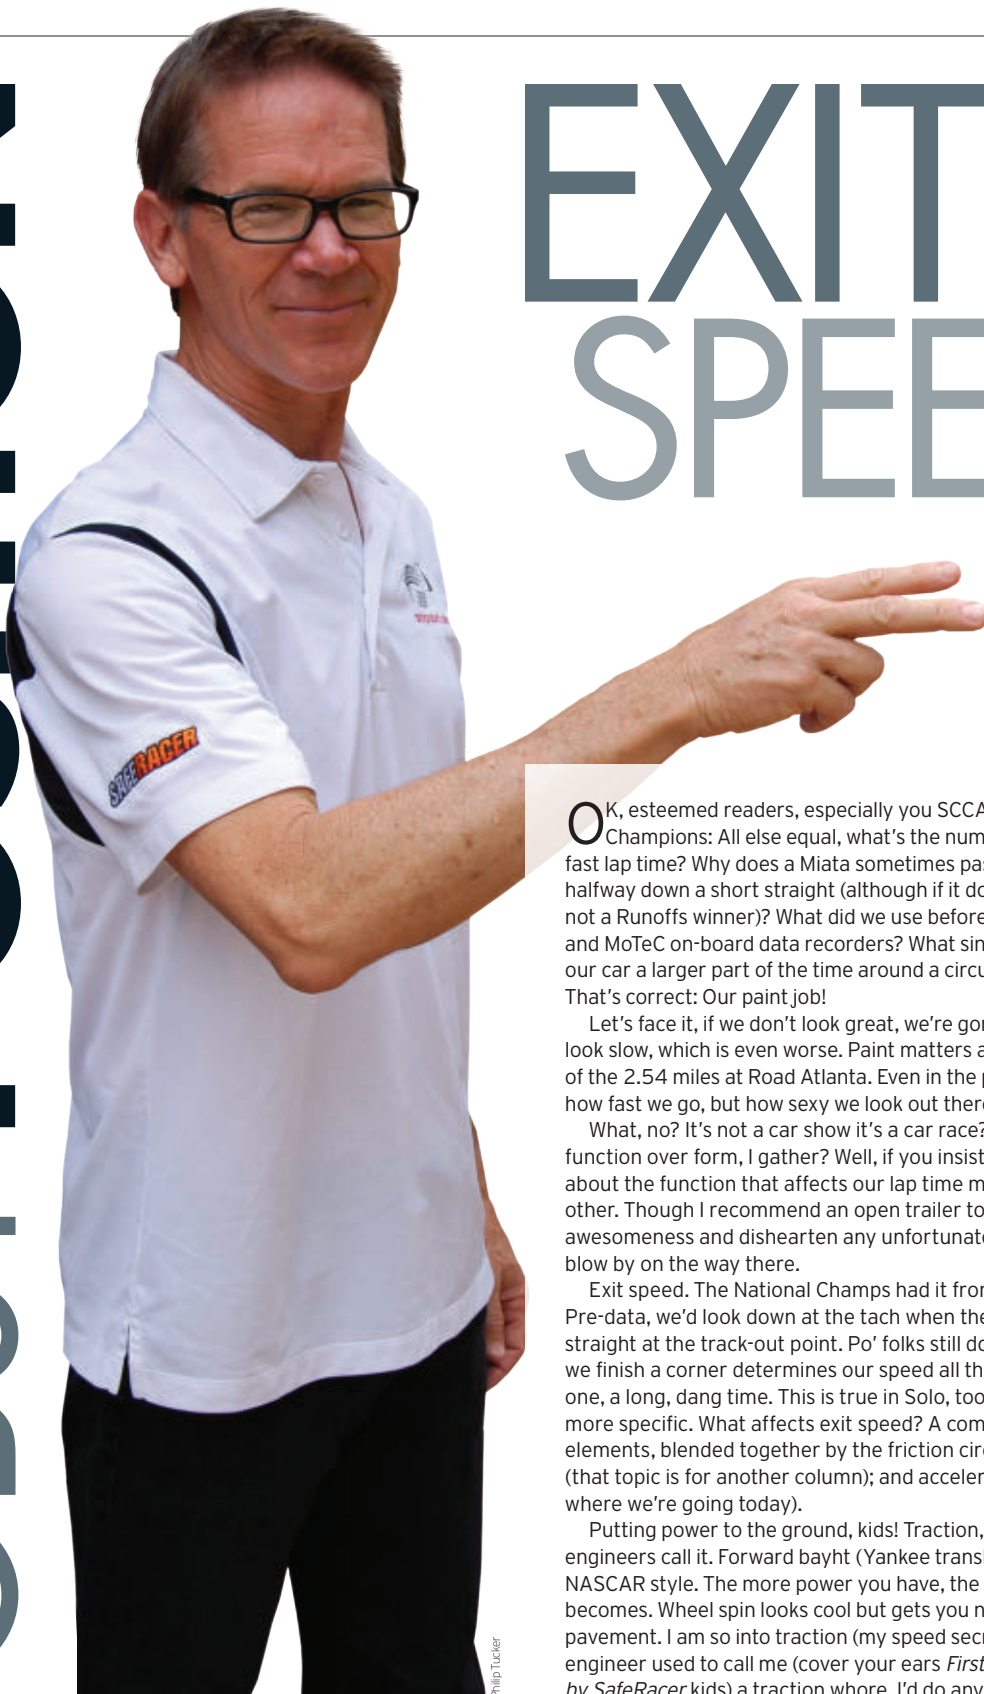 EXIT
SPEE
SAFERACER
OK, esteemed readers, especially you SCCA
Champions: All else equal, what's the num
fast lap time? Why does a Miata sometimes pas
halfway down a short straight (although if it do
not a Runoffs winner)? What did we use before
and MoTeC on-board data recorders? What sin
our car a larger part of the time around a circu
That's correct: Our paint job!
Let's face it, if we don't look great, we're gon
look slow, which is even worse. Paint matters a
of the 2.54 miles at Road Atlanta. Even in the p
how fast we go, but how sexy we look out there
What, no? It's not a car show it's a car race?
function over form, I gather? Well, if you insist
about the function that affects our lap time m
other. Though I recommend an open trailer to
awesomeness and dishearten any unfortunate
blow by on the way there.
Exit speed. The National Champs had it from
Pre-data, we'd look down at the tach when the
straight at the track-out point. Po' folks still do
we finish a corner determines our speed all th
one, a long, dang time. This is true in Solo, too
more specific. What affects exit speed? A com
elements, blended together by the friction circ
(that topic is for another column); and acceler
where we're going today).
Putting power to the ground, kids! Traction,
engineers call it. Forward bayht (Yankee transl
NASCAR style. The more power you have, the
becomes. Wheel spin looks cool but gets you n
pavement. I am so into traction (my speed secr
engineer used to call me (cover your ears First
by SafeRacer kids) a traction whore. I'd do any
Philip Tucker